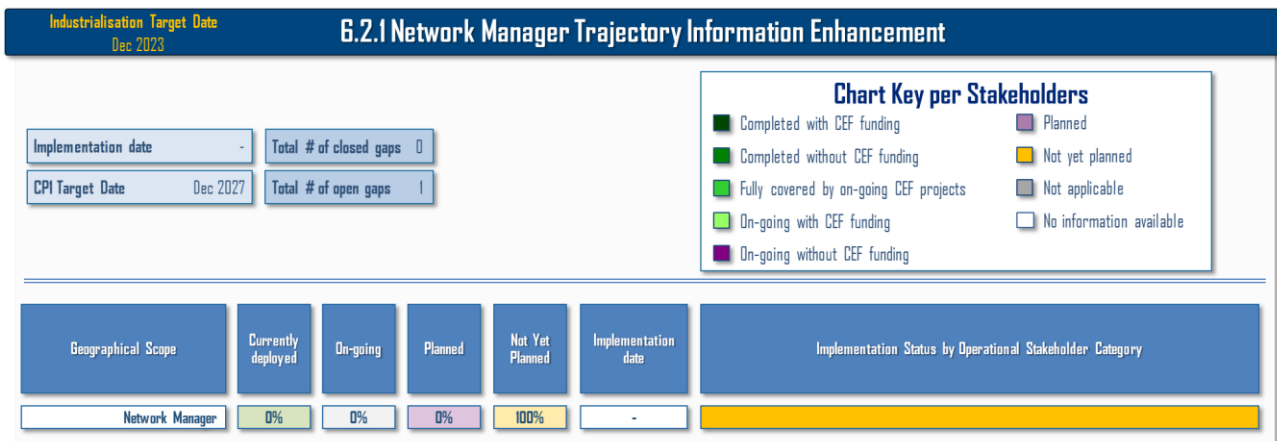 Industrialisation Target Date
Dec 2023
6.2.1 Network Manager Trajectory Information Enhancement
Implementation date -
Total # of closed gaps 0
CP1 Target Date Dec 2027
Total # of open gaps 1
Chart Key per Stakeholders
Completed with CEF funding
Planned
Completed without CEF funding
Not yet planned
Fully covered by on-going CEF projects
Not applicable
On-going with CEF funding
No information available
On-going without CEF funding
Geographical Scope
Currently
deployed
On-going
Planned
Not Yet
Planned
Implementation
date
Implementation Status by Operational Stakeholder Category
Network Manager 0% 0% 0% 100% -